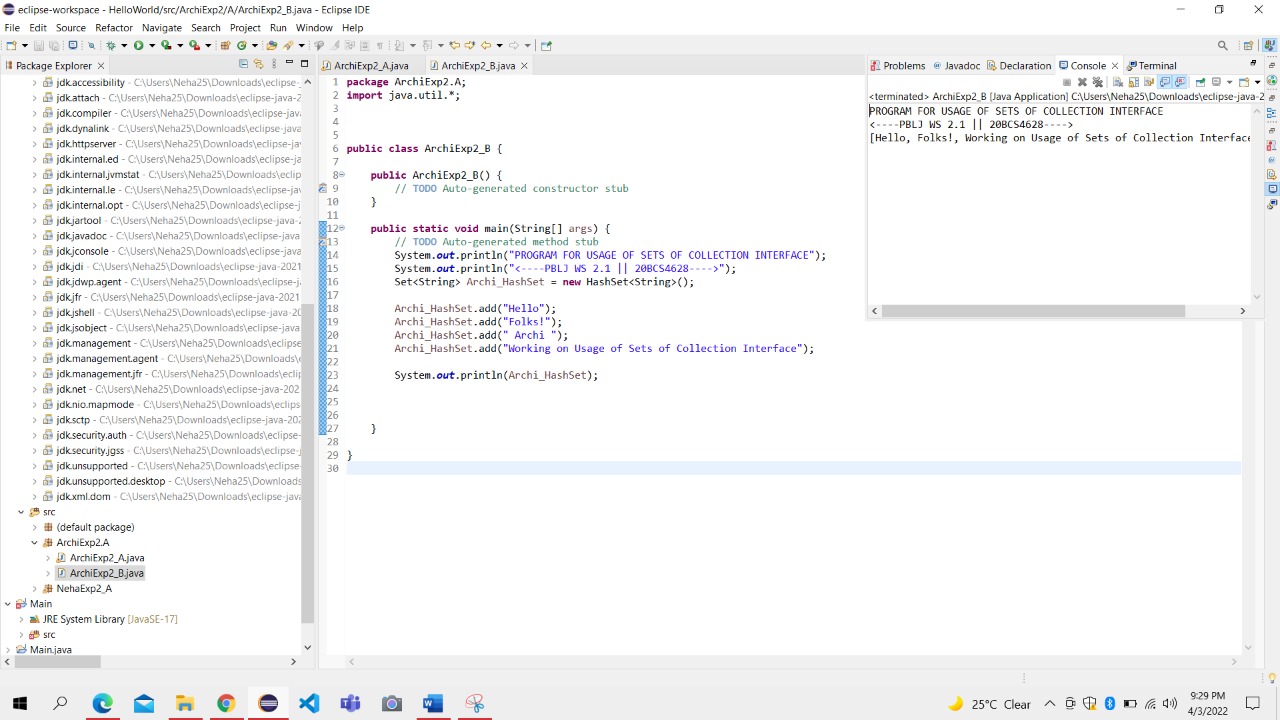 eclipse-workspace - HelloWorld/src/ArchiExp2/A/ArchiExp2_B.java - Eclipse IDE
File Edit Source Refactor Navigate Search Project Run Window Help
Package Explorer
jdk.accessibility - C:\Users\Neha25\Downloads\eclipse-
jdk.attach - C:\Users\Neha25\Downloads\eclipse-java-2
jdk.compiler - C:\Users\Neha25\Downloads\eclipse-java
jdk.dynalink - C:\Users\Neha25\Downloads\eclipse-java
jdk.httpserver - C:\Users\Neha25\Downloads\eclipse-ja
jdk.internal.ed - C:\Users\Neha25\Downloads\eclipse-ja
jdk.internal.jvmstat - C:\Users\Neha25\Downloads\eclip
jdk.internal.le - C:\Users\Neha25\Downloads\eclipse-ja
jdk.internal.opt - C:\Users\Neha25\Downloads\eclipse-j
jdk.jartool - C:\Users\Neha25\Downloads\eclipse-java-2
jdk.javadoc - C:\Users\Neha25\Downloads\eclipse-java-
jdk.jconsole - C:\Users\Neha25\Downloads\eclipse-java
jdk.jdi - C:\Users\Neha25\Downloads\eclipse-java-2021
jdk.jdwp.agent - C:\Users\Neha25\Downloads\eclipse-
jdk.jfr - C:\Users\Neha25\Downloads\eclipse-java-2021
jdk.jshell - C:\Users\Neha25\Downloads\eclipse-java-20
jdk.jsobject - C:\Users\Neha25\Downloads\eclipse-java
jdk.management - C:\Users\Neha25\Downloads\eclipse
jdk.management.agent - C:\Users\Neha25\Downloads\e
jdk.management.jfr - C:\Users\Neha25\Downloads\eclip
jdk.net - C:\Users\Neha25\Downloads\eclipse-java-202
jdk.nio.mapmode - C:\Users\Neha25\Downloads\eclips
jdk.sctp - C:\Users\Neha25\Downloads\eclipse-java-202
jdk.security.auth - C:\Users\Neha25\Downloads\eclipse-
jdk.security.jgss - C:\Users\Neha25\Downloads\eclipse-
jdk.unsupported - C:\Users\Neha25\Downloads\eclipse
jdk.unsupported.desktop - C:\Users\Neha25\Downloads
jdk.xml.dom - C:\Users\Neha25\Downloads\eclipse-java
src
(default package)
ArchiExp2.A
ArchiExp2_A.java
ArchiExp2_B.java
NehaExp2_A
Main
JRE System Library [JavaSE-17]
src
Main.java
ArchiExp2_A.java ArchiExp2_B.java
1 package ArchiExp2.A;
2 import java.util.*;
3
4
5
6 public class ArchiExp2_B {
7
8 public ArchiExp2_B() {
9 // TODO Auto-generated constructor stub
10 }
11
12 public static void main(String[] args) {
13 // TODO Auto-generated method stub
14 System.out.println("PROGRAM FOR USAGE OF SETS OF COLLECTION INTERFACE");
15 System.out.println("<----PBLJ WS 2.1 || 20BCS4628---->");
16 Set<String> Archi_HashSet = new HashSet<String>();
17
18 Archi_HashSet.add("Hello");
19 Archi_HashSet.add("Folks!");
20 Archi_HashSet.add(" Archi ");
21 Archi_HashSet.add("Working on Usage of Sets of Collection Interface");
22
23 System.out.println(Archi_HashSet);
24
25
26
27 }
28
29 }
30
Problems Javadoc Declaration Console Terminal
<terminated> ArchiExp2_B [Java Application] C:\Users\Neha25\Downloads\eclipse-java-2
PROGRAM FOR USAGE OF SETS OF COLLECTION INTERFACE
<----PBLJ WS 2.1 || 20BCS4628---->
[Hello, Folks!, Working on Usage of Sets of Collection Interface
25°C Clear
9:29 PM
4/3/2022